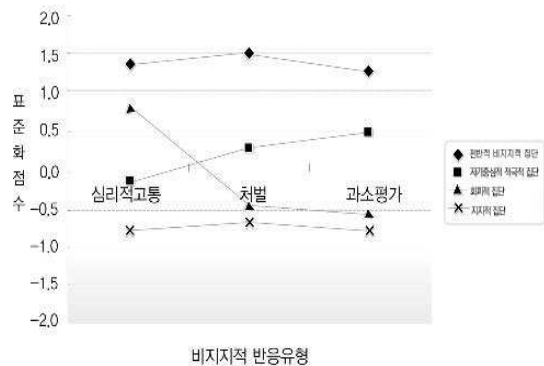 2.0
1.5
1.0
0.5
0.0
-0.5
-1.0
-1.5
-2.0
표준화점수
심리적고통 처벌 과소평가
비지지적 반응유형
전반적 비지지적 집단
자기중심적 적극적 집단
회피적 집단
지지적 집단